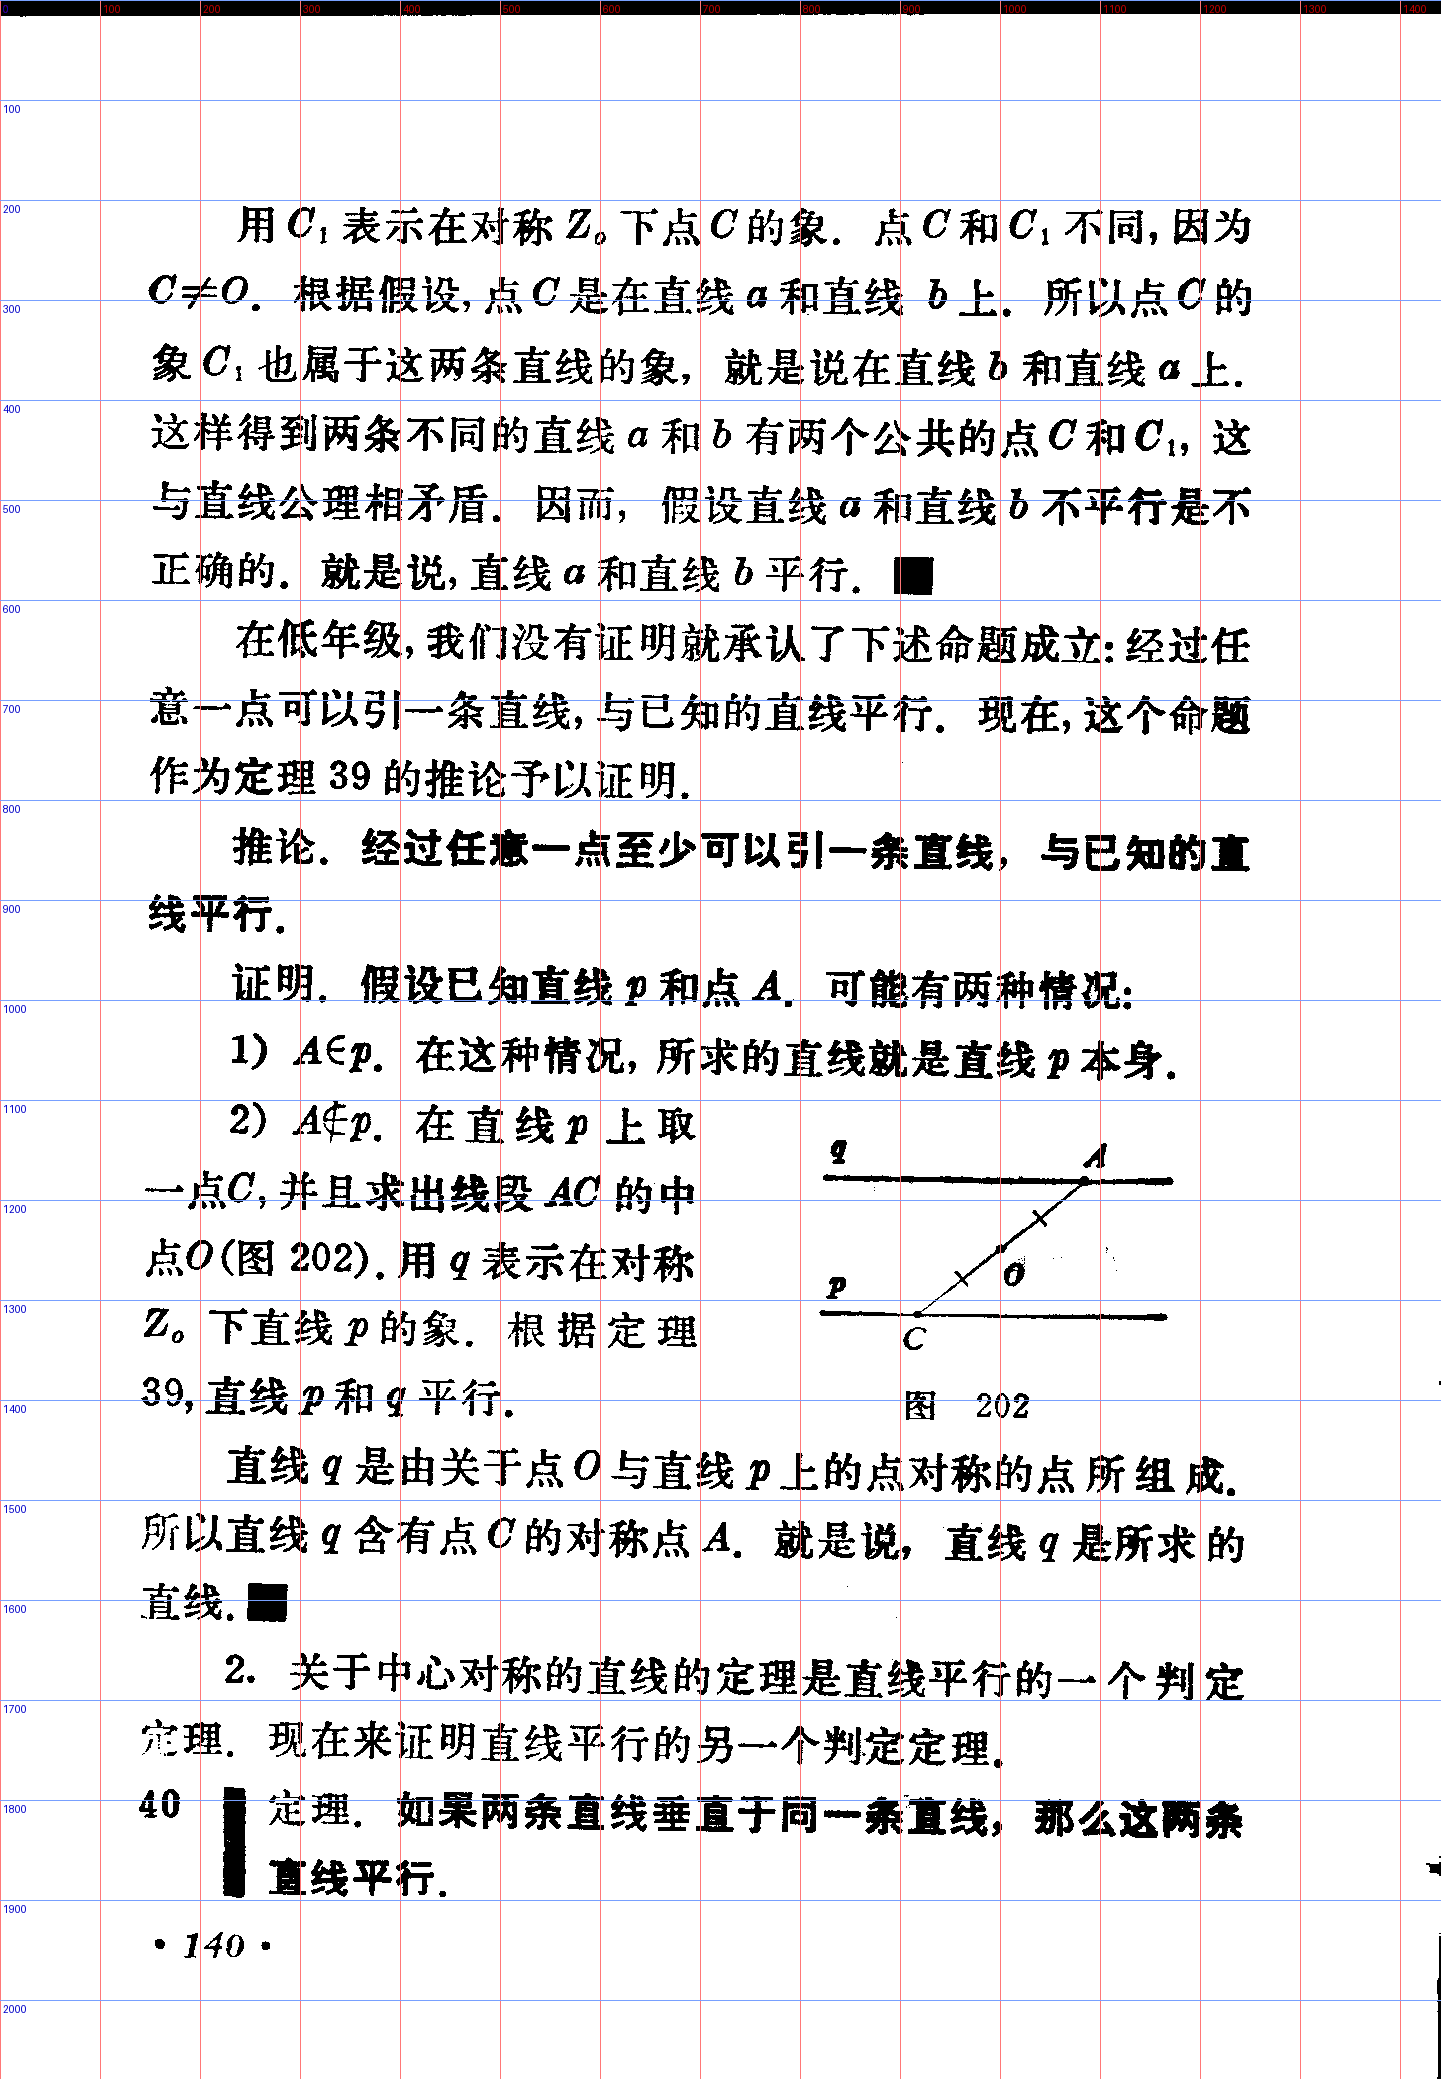 用 C₁ 表示在对称 Zₒ 下点 C 的象. 点 C 和 C₁ 不同, 因为
C≠O. 根据假设, 点 C 是在直线 a 和直线 b 上. 所以点 C 的
象 C₁ 也属于这两条直线的象, 就是说在直线 b 和直线 a 上.
这样得到两条不同的直线 a 和 b 有两个公共的点 C 和 C₁, 这
与直线公理相矛盾. 因而, 假设直线 a 和直线 b 不平行是不
正确的. 就是说, 直线 a 和直线 b 平行. ■
在低年级, 我们没有证明就承认了下述命题成立: 经过任
意一点可以引一条直线, 与已知的直线平行. 现在, 这个命题
作为定理 39 的推论予以证明.
推论. 经过任意一点至少可以引一条直线, 与已知的直
线平行.
证明. 假设已知直线 p 和点 A. 可能有两种情况:
1) A∈p. 在这种情况, 所求的直线就是直线 p 本身.
2) A∉p. 在直线 p 上取
一点C, 并且求出线段 AC 的中
点O(图 202). 用 q 表示在对称
Zₒ 下直线 p 的象. 根据定理
39, 直线 p 和 q 平行.
q
A
O
p
C
图 202
直线 q 是由关于点 O 与直线 p 上的点对称的点所组成.
所以直线 q 含有点 C 的对称点 A. 就是说, 直线 q 是所求的
直线. ■
2. 关于中心对称的直线的定理是直线平行的一个判定
定理. 现在来证明直线平行的另一个判定定理.
40 定理. 如果两条直线垂直于同一条直线, 那么这两条
直线平行.
• 140 •